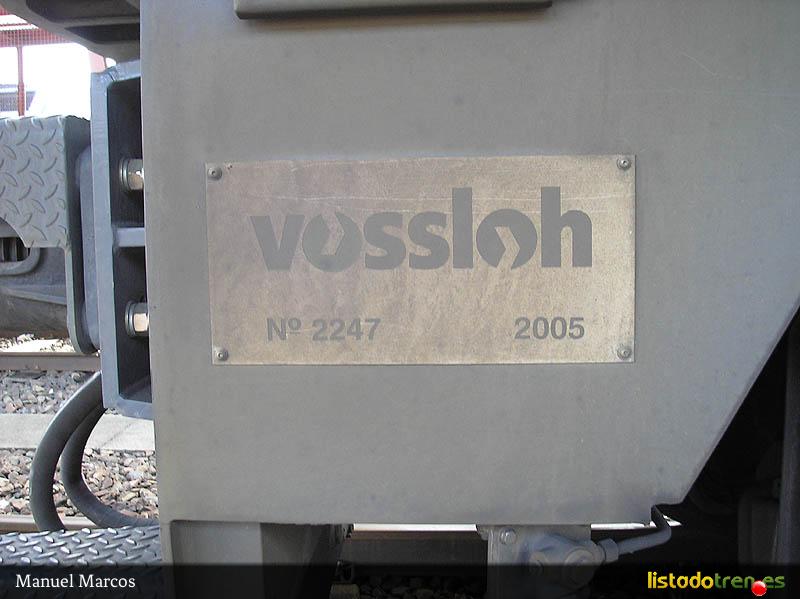 vossloh
Nº 2247 2005
Manuel Marcos
listadotren.es